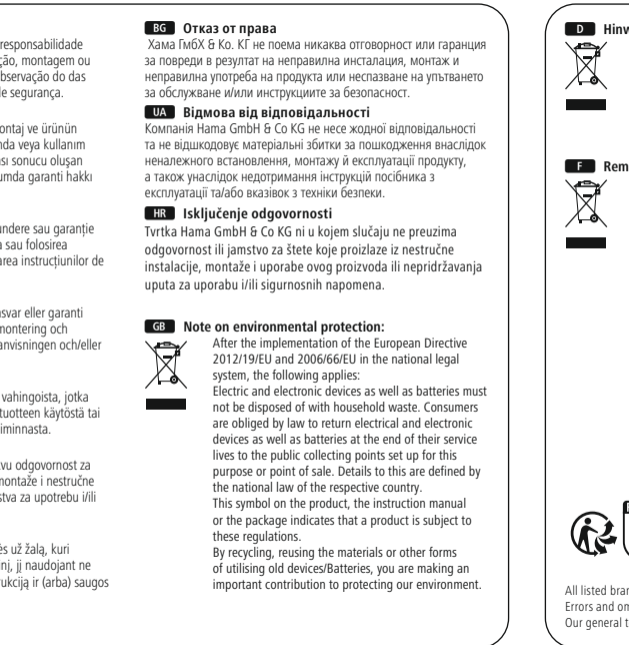 responsabilidade
ção, montagem ou
observação do das
de segurança.
ontaj ve ürünün
nda veya kullanım
ası sonucu oluşan
umda garanti hakkı
undere sau garanție
a sau folosirea
area instrucțiunilor de
asvar eller garanti
montering och
anvisningen och/eller
vahingoista, jotka
tuotteen käytöstä tai
iminnasta.
kvu odgovornost za
montaže i nestručne
stva za upotrebu i/ili
ės už žalą, kuri
inį, jį naudojant ne
rukciją ir (arba) saugos
BG Отказ от права
Хама ГмбХ & Ко. КГ не поема никаква отговорност или гаранция
за повреди в резултат на неправилна инсталация, монтаж и
неправилна употреба на продукта или неспазване на упътването
за обслужване и/или инструкциите за безопасност.
UA Відмова від відповідальності
Компанія Hama GmbH & Co KG не несе жодної відповідальності
та не відшкодовує матеріальні збитки за пошкодження внаслідок
неналежного встановлення, монтажу й експлуатації продукту,
а також унаслідок недотримання інструкцій посібника з
експлуатації та/або вказівок з техніки безпеки.
HR Isključenje odgovornosti
Tvrtka Hama GmbH & Co KG ni u kojem slučaju ne preuzima
odgovornost ili jamstvo za štete koje proizlaze iz nestručne
instalacije, montaže i uporabe ovog proizvoda ili nepridržavanja
uputa za uporabu i/ili sigurnosnih napomena.
GB Note on environmental protection:
After the implementation of the European Directive
2012/19/EU and 2006/66/EU in the national legal
system, the following applies:
Electric and electronic devices as well as batteries must
not be disposed of with household waste. Consumers
are obliged by law to return electrical and electronic
devices as well as batteries at the end of their service
lives to the public collecting points set up for this
purpose or point of sale. Details to this are defined by
the national law of the respective country.
This symbol on the product, the instruction manual
or the package indicates that a product is subject to
these regulations.
By recycling, reusing the materials or other forms
of utilising old devices/Batteries, you are making an
important contribution to protecting our environment.
D Hinw
F Rem
All listed bran
Errors and om
Our general t